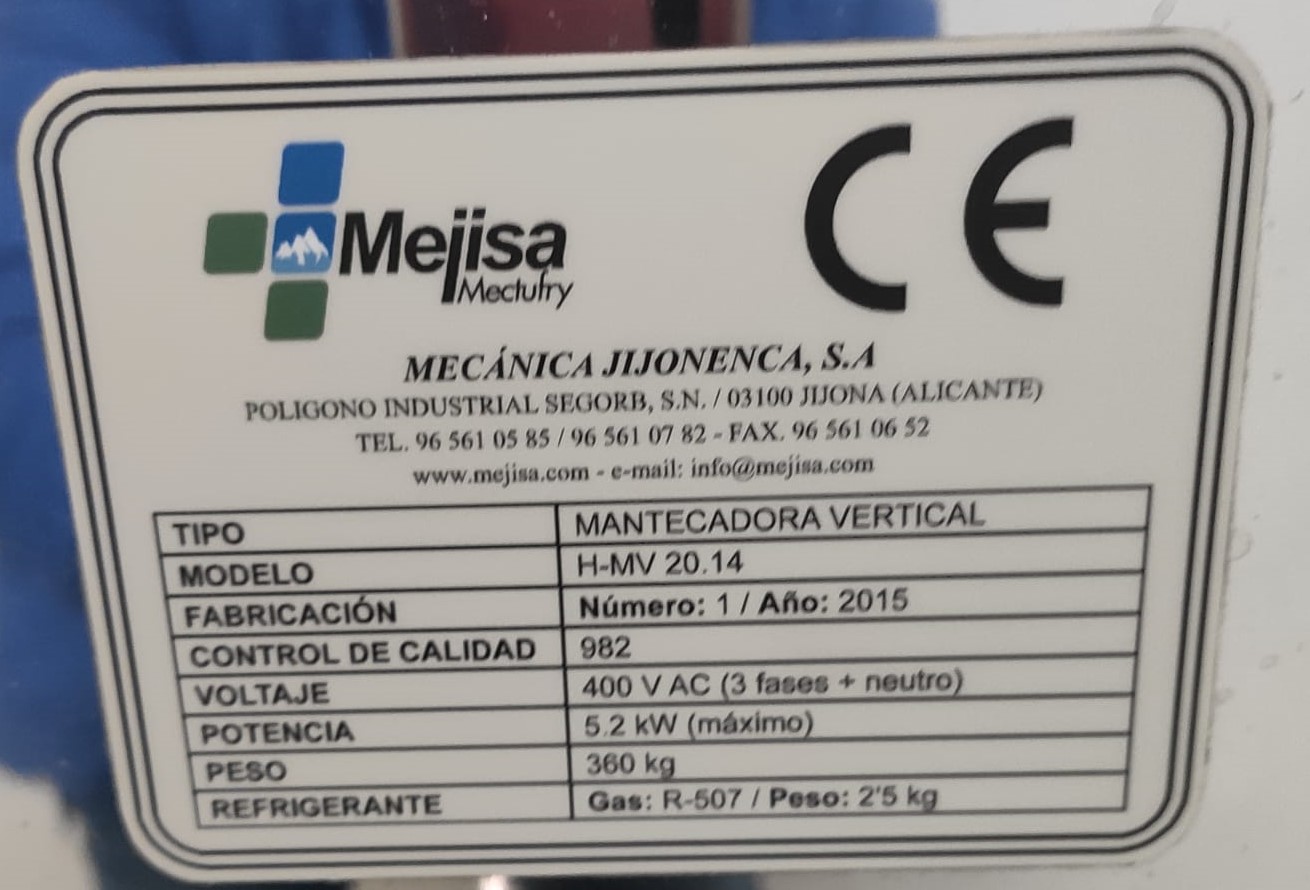 Mejisa
Mectufry
CE
MECÁNICA JIJONENCA, S.A
POLIGONO INDUSTRIAL SEGORB, S.N. / 03100 JIJONA (ALICANTE)
TEL. 96 561 05 85 / 96 561 07 82 - FAX. 96 561 06 52
www.mejisa.com - e-mail: info@mejisa.com
TIPO MANTECADORA VERTICAL
MODELO H-MV 20.14
FABRICACIÓN Número: 1 / Año: 2015
CONTROL DE CALIDAD 982
VOLTAJE 400 V AC (3 fases + neutro)
POTENCIA 5.2 kW (máximo)
PESO 360 kg
REFRIGERANTE Gas: R-507 / Peso: 2'5 kg